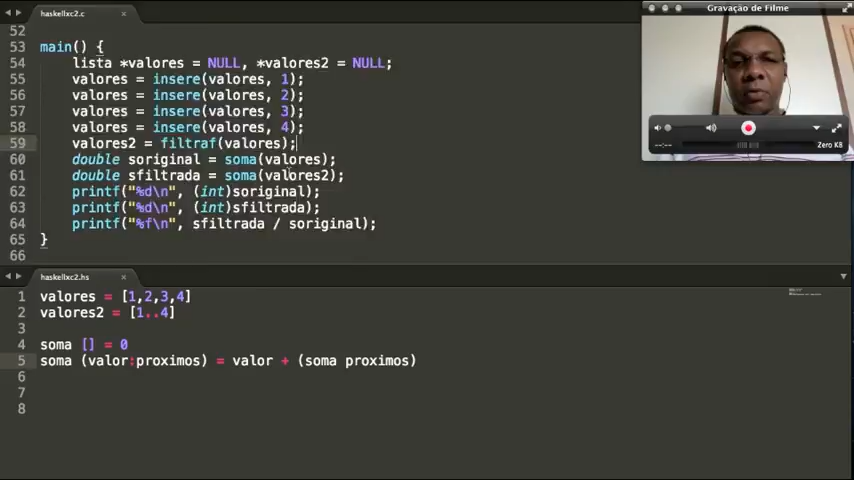 haskellxc2.c
Gravação de Filme
52
53 main() {
54 lista *valores = NULL, *valores2 = NULL;
55 valores = insere(valores, 1);
56 valores = insere(valores, 2);
57 valores = insere(valores, 3);
58 valores = insere(valores, 4);
59 valores2 = filtraf(valores);
60 double soriginal = soma(valores);
61 double sfiltrada = soma(valores2);
62 printf("%d\n", (int)soriginal);
63 printf("%d\n", (int)sfiltrada);
64 printf("%f\n", sfiltrada / soriginal);
65 }
66
--:--
Zero KB
haskellxc2.hs
1 valores = [1,2,3,4]
2 valores2 = [1..4]
3
4 soma [] = 0
5 soma (valor:proximos) = valor + (soma proximos)
6
7
8